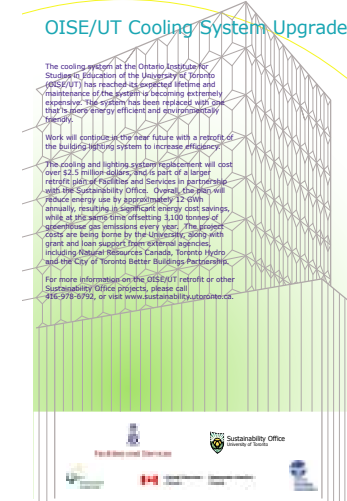 OISE/UT Cooling System Upgrade
The cooling system at the Ontario Institute for
Studies in Education of the University of Toronto
(OISE/UT) has reached its expected lifetime and
maintenance of the system is becoming extremely
expensive. The system has been replaced with one
that is more energy efficient and environmentally
friendly.
Work will continue in the near future with a retrofit of
the building lighting system to increase efficiency.
The cooling and lighting system replacement will cost
over $2.5 million dollars, and is part of a larger
retrofit plan of Facilities and Services in partnership
with the Sustainability Office. Overall, the plan will
reduce energy use by approximately 12 GWh
annually, resulting in significant energy cost savings,
while at the same time offsetting 3,100 tonnes of
greenhouse gas emissions every year. The project
costs are being borne by the University, along with
grant and loan support from external agencies,
including Natural Resources Canada, Toronto Hydro
and the City of Toronto Better Buildings Partnership.
For more information on the OISE/UT retrofit or other
Sustainability Office projects, please call
416-978-6792, or visit www.sustainability.utoronto.ca.
Sustainability Office
University of Toronto
Facilities and Services